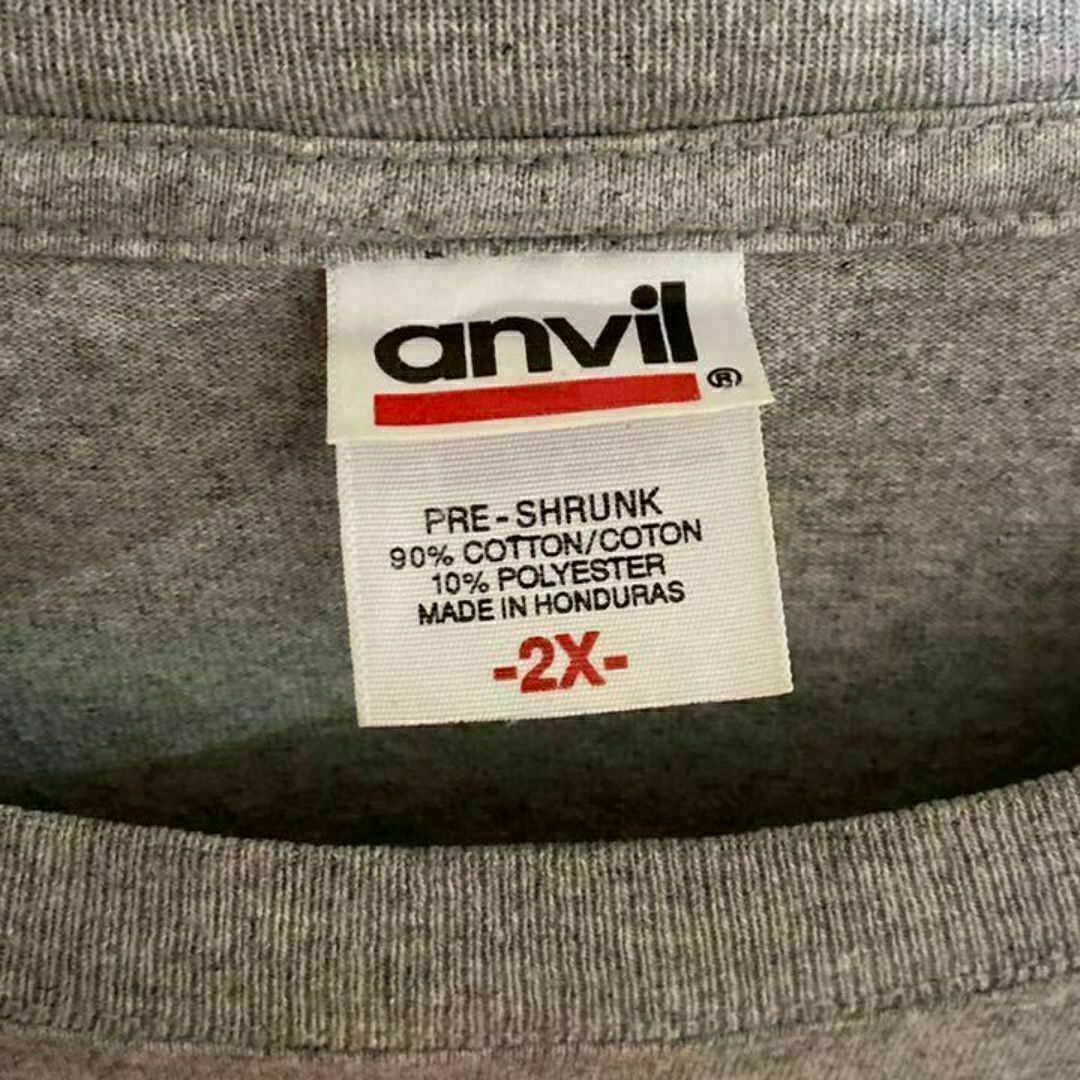 anvil®
PRE-SHRUNK
90% COTTON/COTON
10% POLYESTER
MADE IN HONDURAS
-2X-